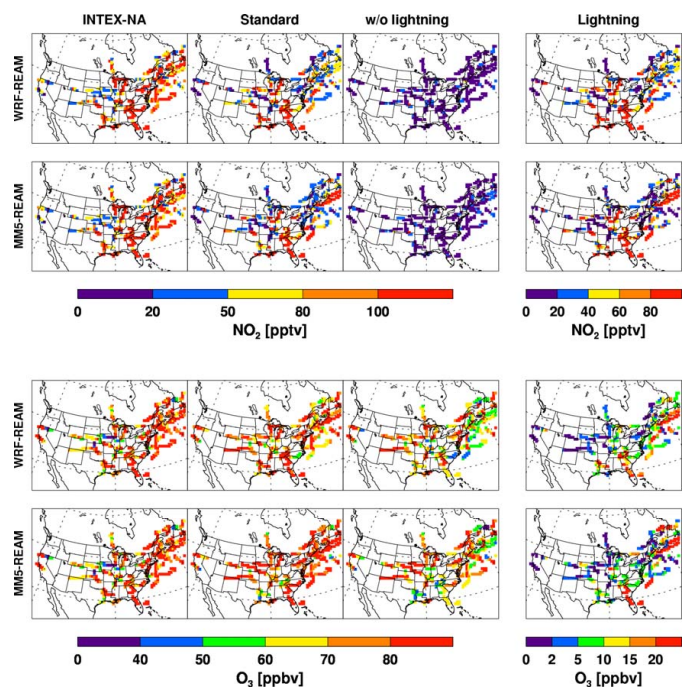 INTEX-NA Standard w/o lightning Lightning
WRF-REAM
MM5-REAM
0 20 50 80 100 0 20 40 60 80
NO₂ [pptv] NO₂ [pptv]
WRF-REAM
MM5-REAM
0 40 50 60 70 80 0 2 5 10 15 20
O₃ [ppbv] O₃ [ppbv]